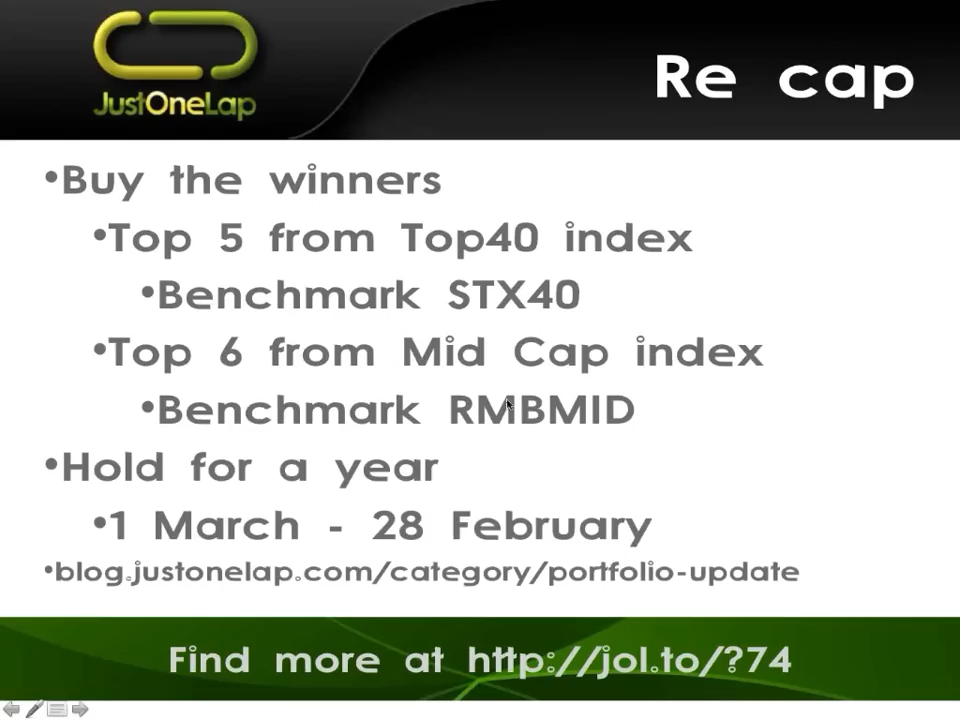 JustOneLap
Re cap
•Buy the winners
•Top 5 from Top40 index
•Benchmark STX40
•Top 6 from Mid Cap index
•Benchmark RMBMID
•Hold for a year
•1 March - 28 February
•blog.justonelap.com/category/portfolio-update
Find more at http://jol.to/?74